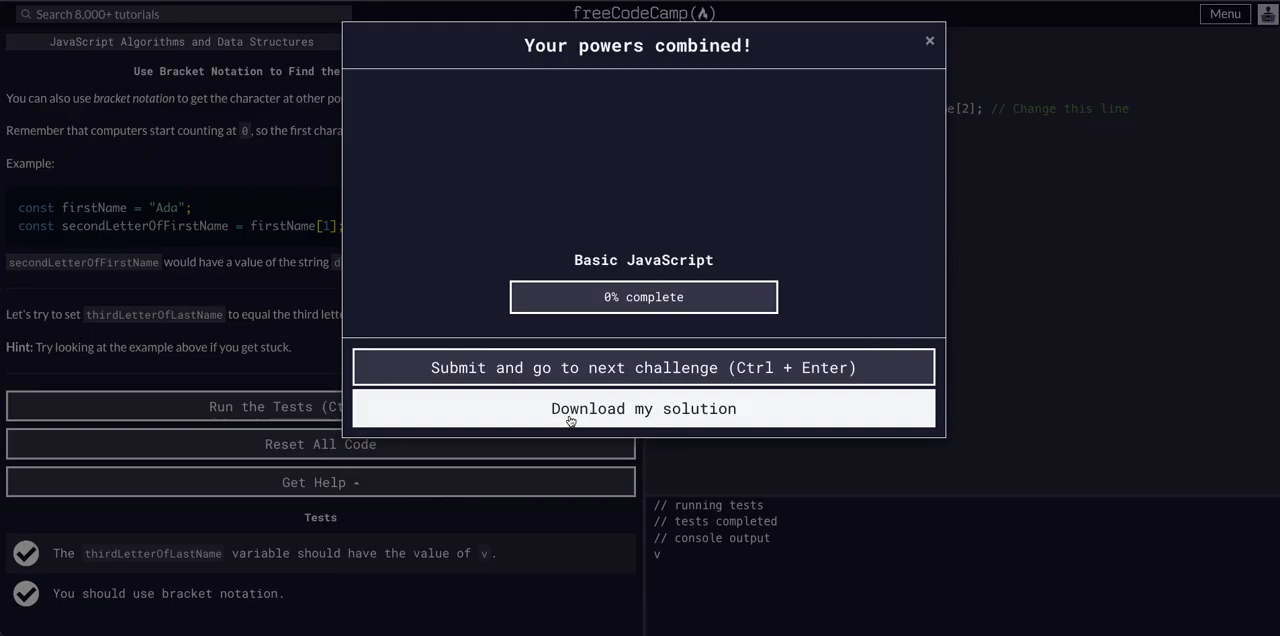 Search 8,000+ tutorials
freeCodeCamp
Menu
JavaScript Algorithms and Data Structures
Use Bracket Notation to Find the
You can also use bracket notation to get the character at other
Remember that computers start counting at 0, so the first
Example:
const firstName = "Ada";
const secondLetterOfFirstName = firstName[1];
secondLetterOfFirstName would have a value of the string d
Let's try to set thirdLetterOfLastName to equal the third
Hint: Try looking at the example above if you get stuck.
Run the Tests
Reset All Code
Get Help
Tests
The thirdLetterOfLastName variable should have the value of v.
You should use bracket notation.
Your powers combined!
×
Basic JavaScript
0% complete
Submit and go to next challenge (Ctrl + Enter)
Download my solution
e[2]; // Change this line
// running tests
// tests completed
// console output
v